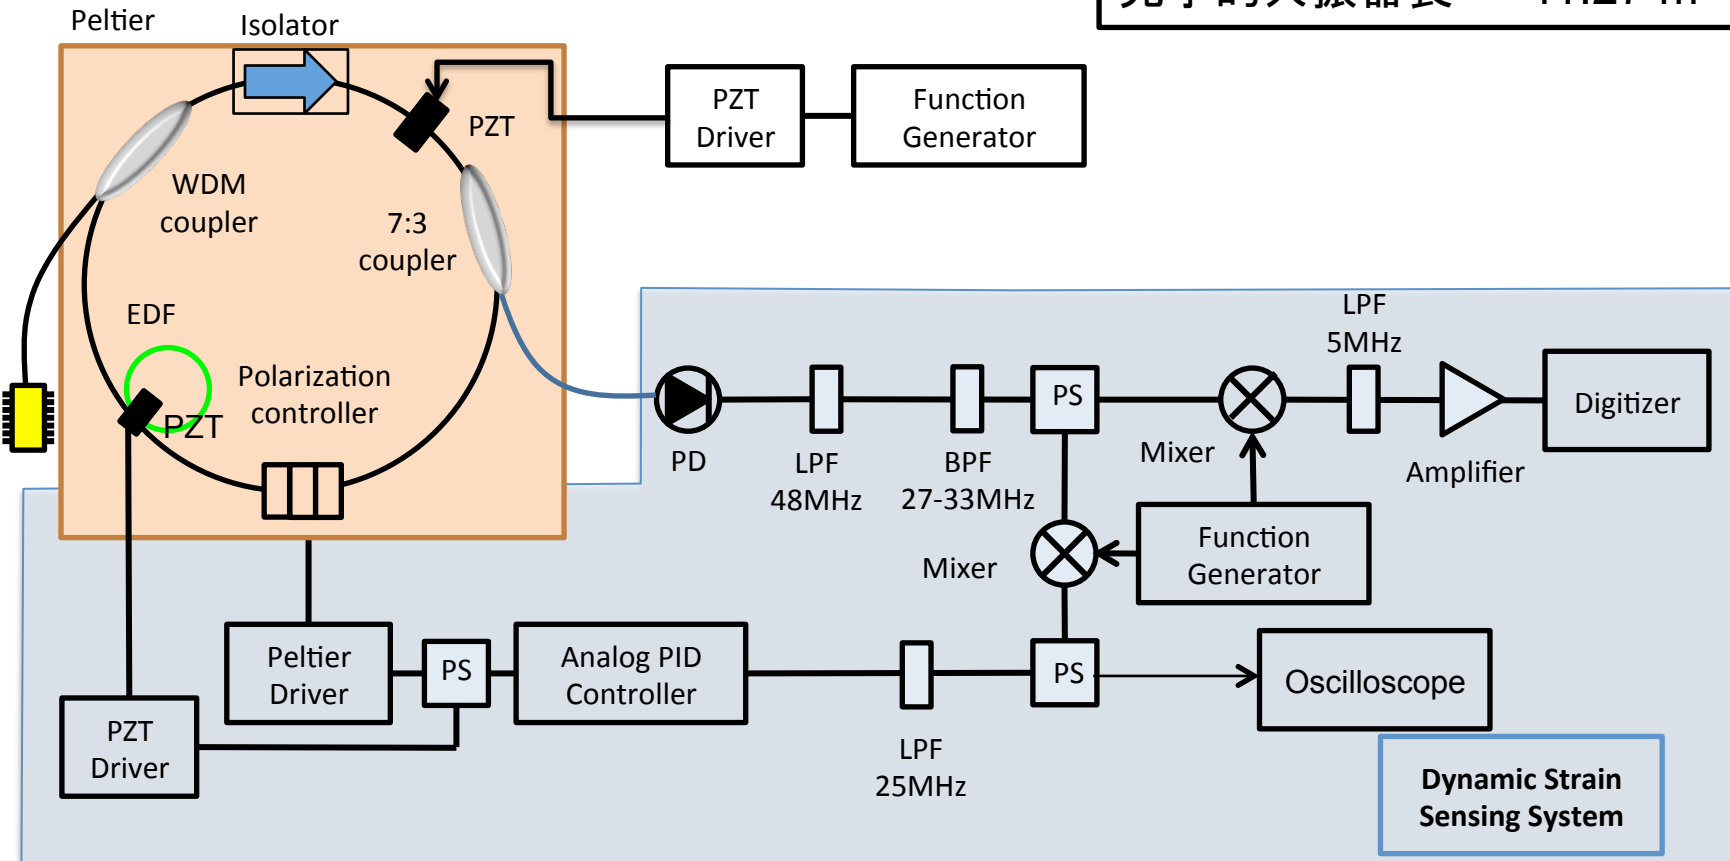 Peltier
Isolator
PZT
PZT
Driver
Function
Generator
WDM
coupler
7:3
coupler
EDF
Polarization
controller
PZT
LPF
5MHz
PS
Digitizer
PD
LPF
48MHz
BPF
27-33MHz
Mixer
Amplifier
Mixer
Function
Generator
Peltier
Driver
PS
Analog PID
Controller
PS
Oscilloscope
PZT
Driver
LPF
25MHz
Dynamic Strain
Sensing System